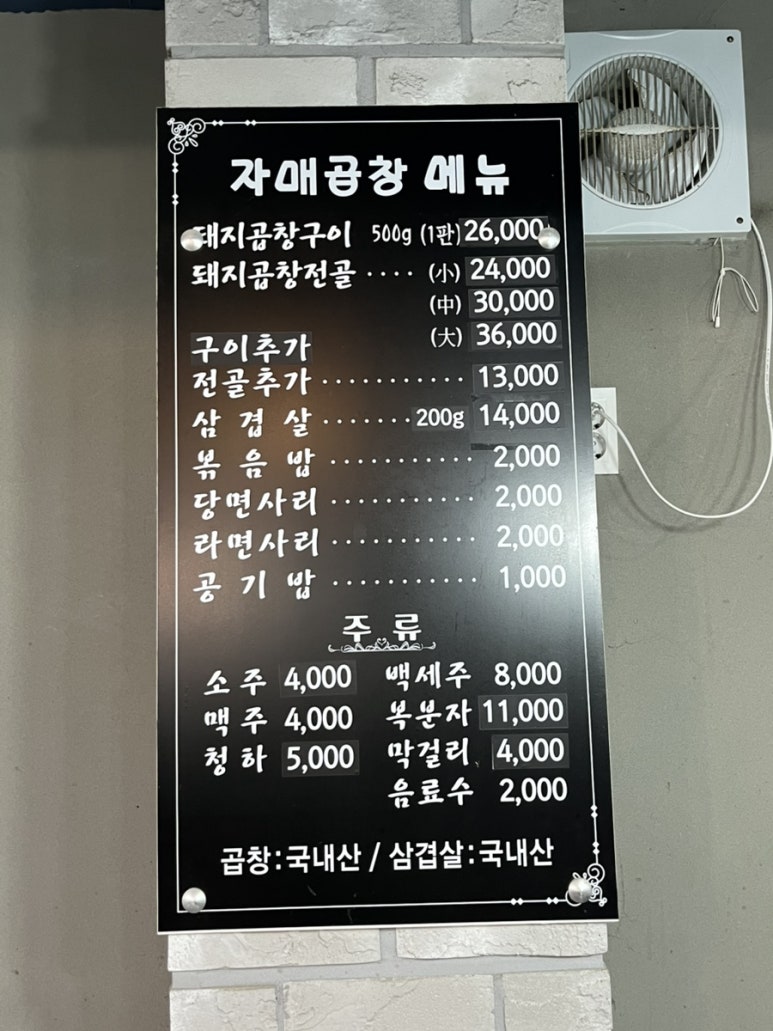 자매곱창 메뉴
돼지곱창구이 500g (1판) 26,000
돼지곱창전골 ···· (小) 24,000
(中) 30,000
(大) 36,000
구이추가
전골추가 ··········· 13,000
삼겹살 ······· 200g 14,000
볶음밥 ············ 2,000
당면사리 ············ 2,000
라면사리 ············ 2,000
공기밥 ············ 1,000
주류
소주 4,000 백세주 8,000
맥주 4,000 복분자 11,000
청하 5,000 막걸리 4,000
음료수 2,000
곱창:국내산 / 삼겹살:국내산